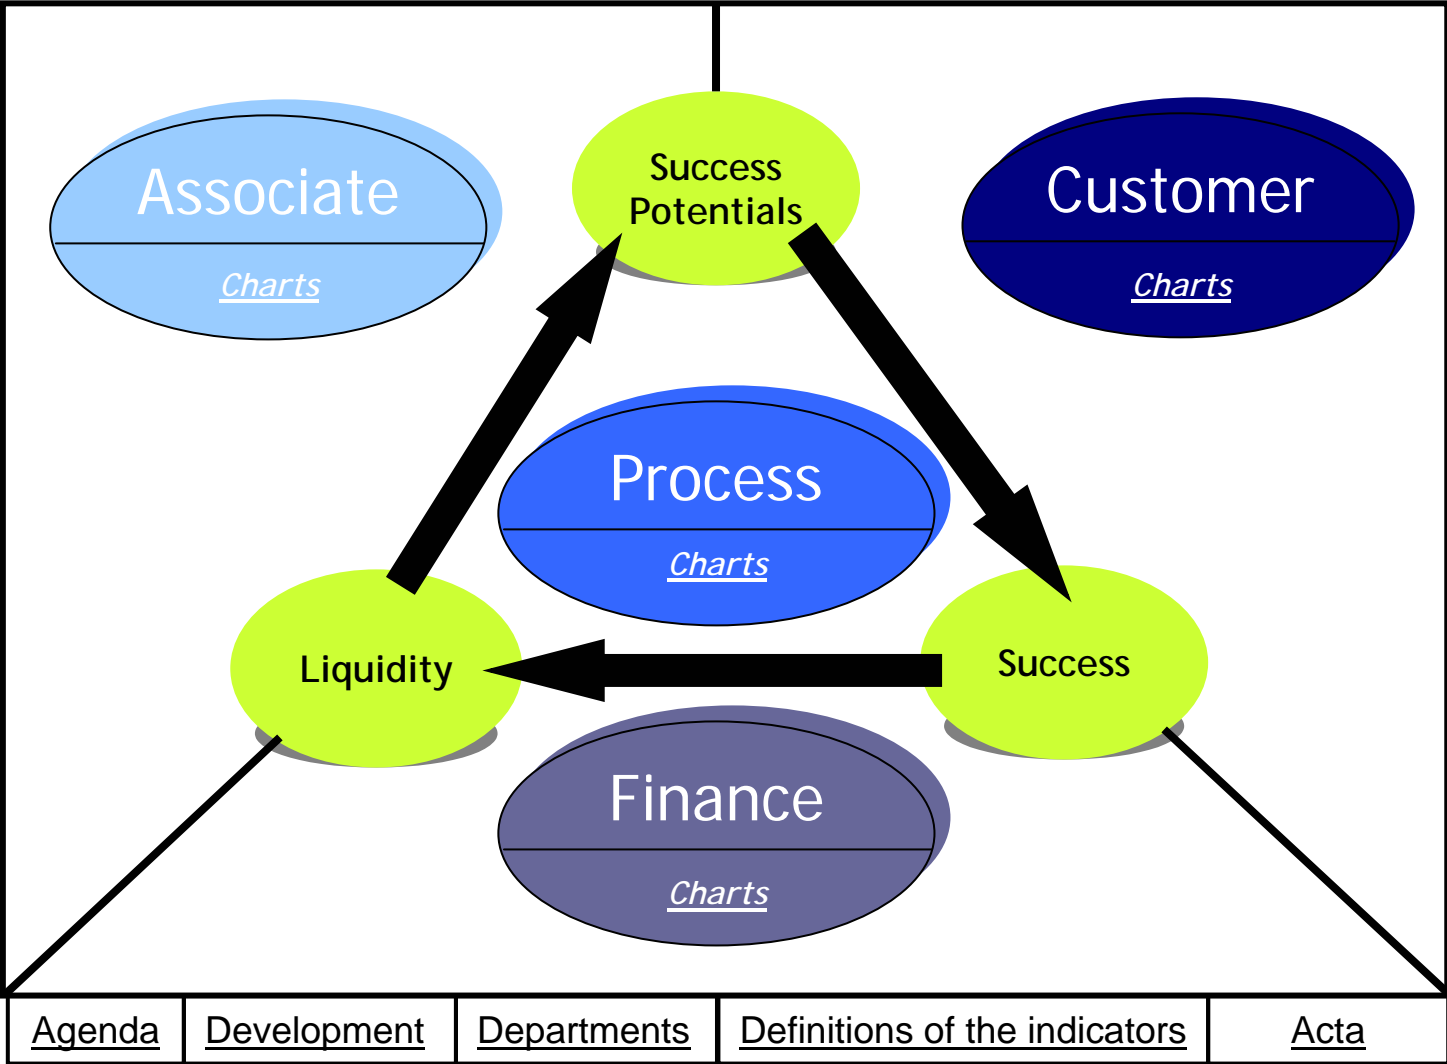 Associate
Charts
Success
Potentials
Customer
Charts
Process
Charts
Liquidity
Success
Finance
Charts
Agenda
Development
Departments
Definitions of the indicators
Acta